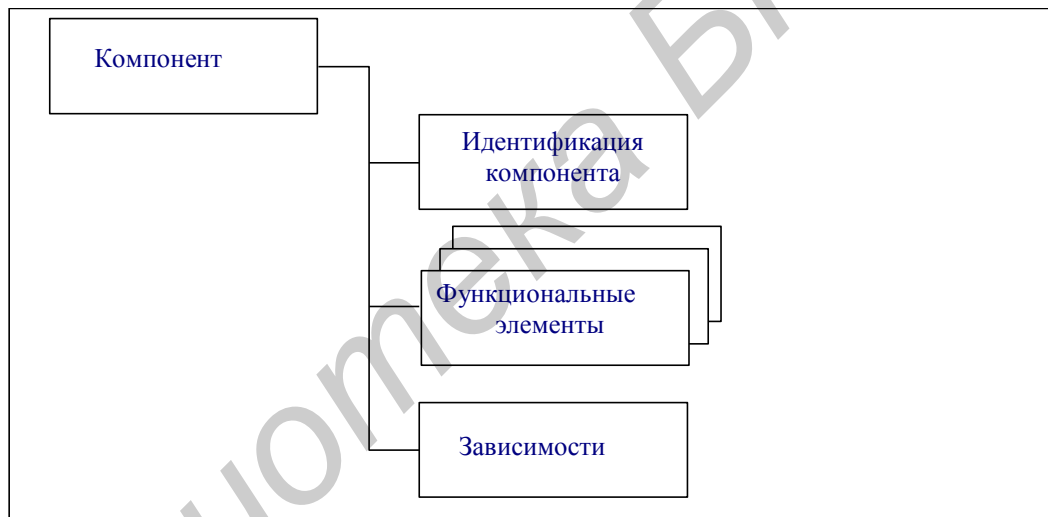 Компонент
Идентификация
компонента
Функциональные
элементы
Зависимости